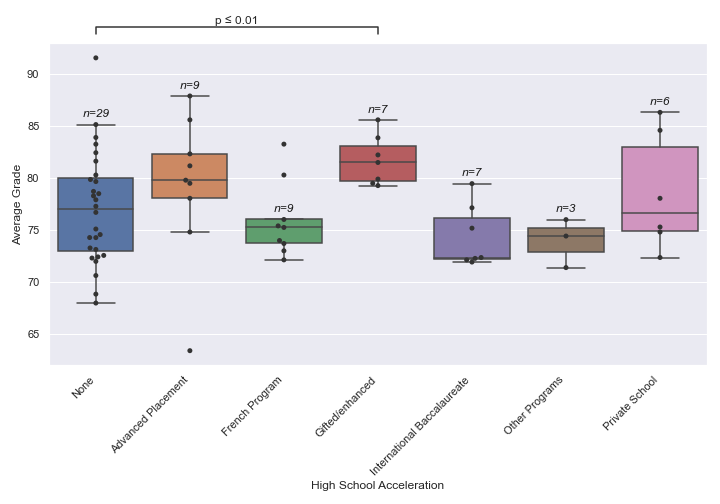 p ≤ 0.01
n=29
n=9
n=9
n=7
n=7
n=3
n=6
90
85
80
75
70
65
Average Grade
None
Advanced Placement
French Program
Gifted/enhanced
International Baccalaureate
Other Programs
Private School
High School Acceleration